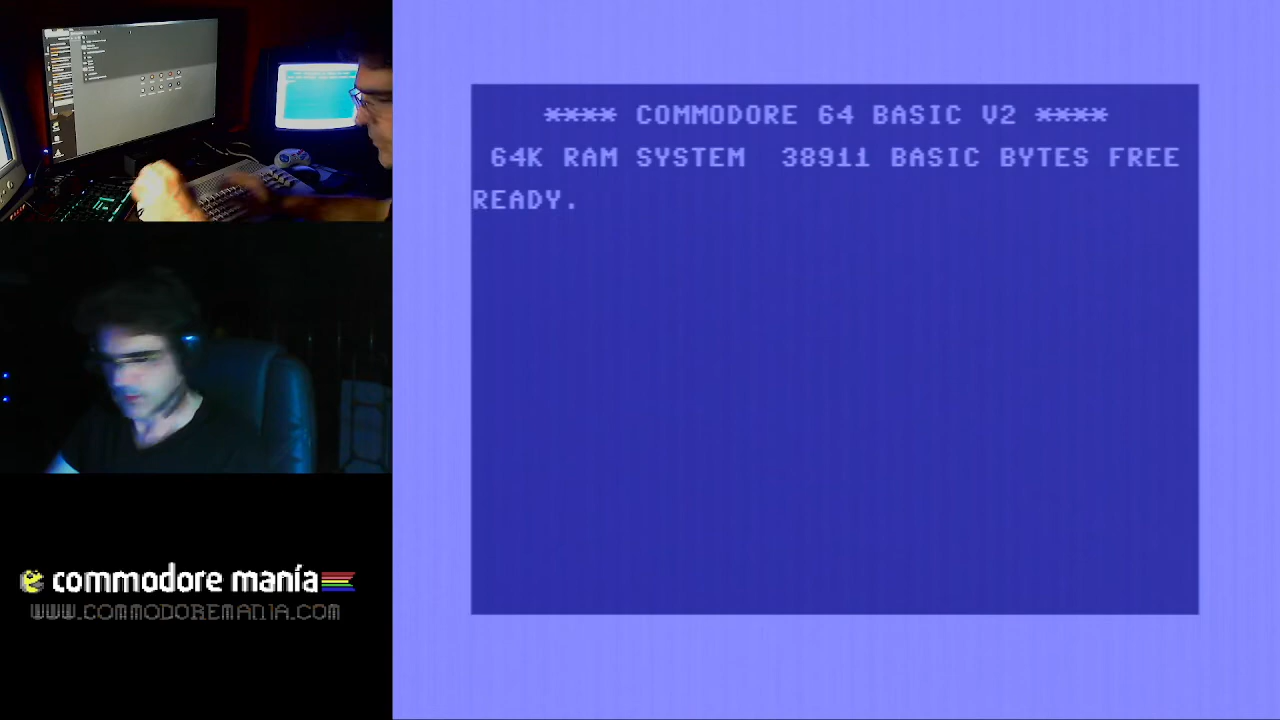 **** COMMODORE 64 BASIC V2 ****
64K RAM SYSTEM  38911 BASIC BYTES FREE
READY.
commodore manía
WWW.COMMODOREMANIA.COM